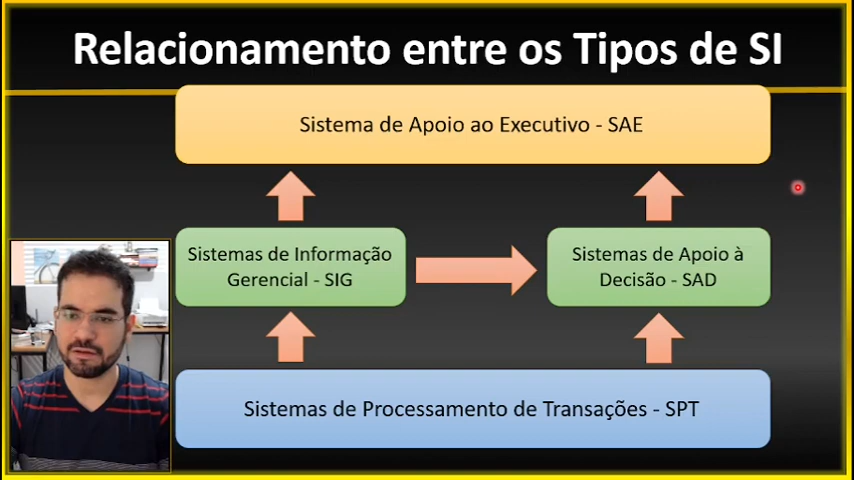 Relacionamento entre os Tipos de SI
Sistema de Apoio ao Executivo - SAE
Sistemas de Informação
Gerencial - SIG
Sistemas de Apoio à
Decisão - SAD
Sistemas de Processamento de Transações - SPT